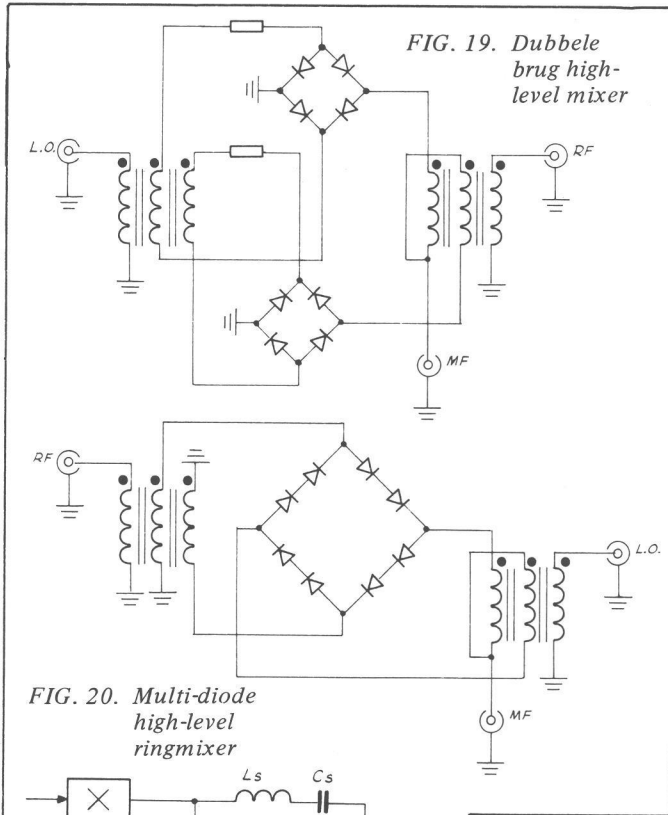 FIG. 19. Dubbele
brug high-
level mixer
L.O.
RF
MF
RF
L.O.
MF
FIG. 20. Multi-diode
high-level
ringmixer
Ls Cs